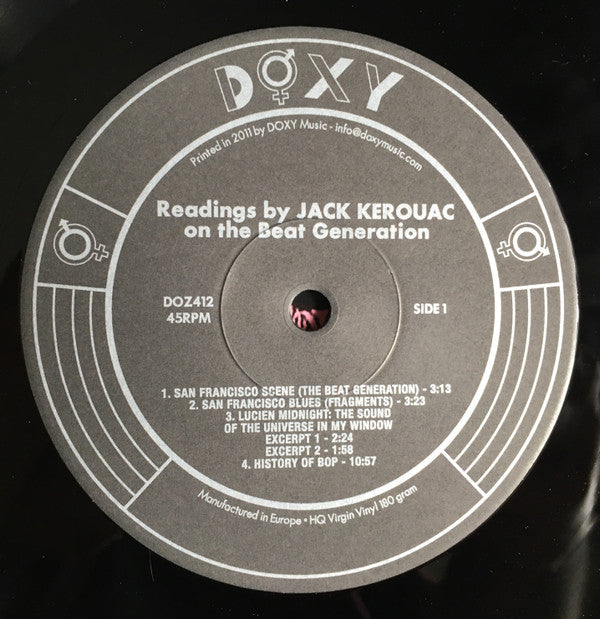 DOXY
Printed in 2011 by DOXY Music - info@doxymusic.com
Readings by JACK KEROUAC
on the Beat Generation
DOZ412
45RPM
SIDE 1
1. SAN FRANCISCO SCENE (THE BEAT GENERATION) - 3:13
2. SAN FRANCISCO BLUES (FRAGMENTS) - 3:23
3. LUCIEN MIDNIGHT: THE SOUND
OF THE UNIVERSE IN MY WINDOW
EXCERPT 1 - 2:24
EXCERPT 2 - 1:58
4. HISTORY OF BOP - 10:57
Manufactured in Europe • HQ Virgin Vinyl 180 gram